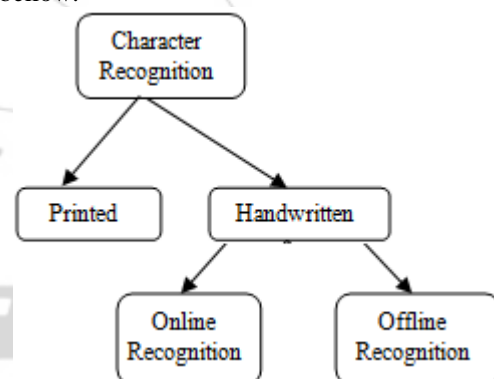 Character
Recognition
Printed
Handwritten
Online
Recognition
Offline
Recognition